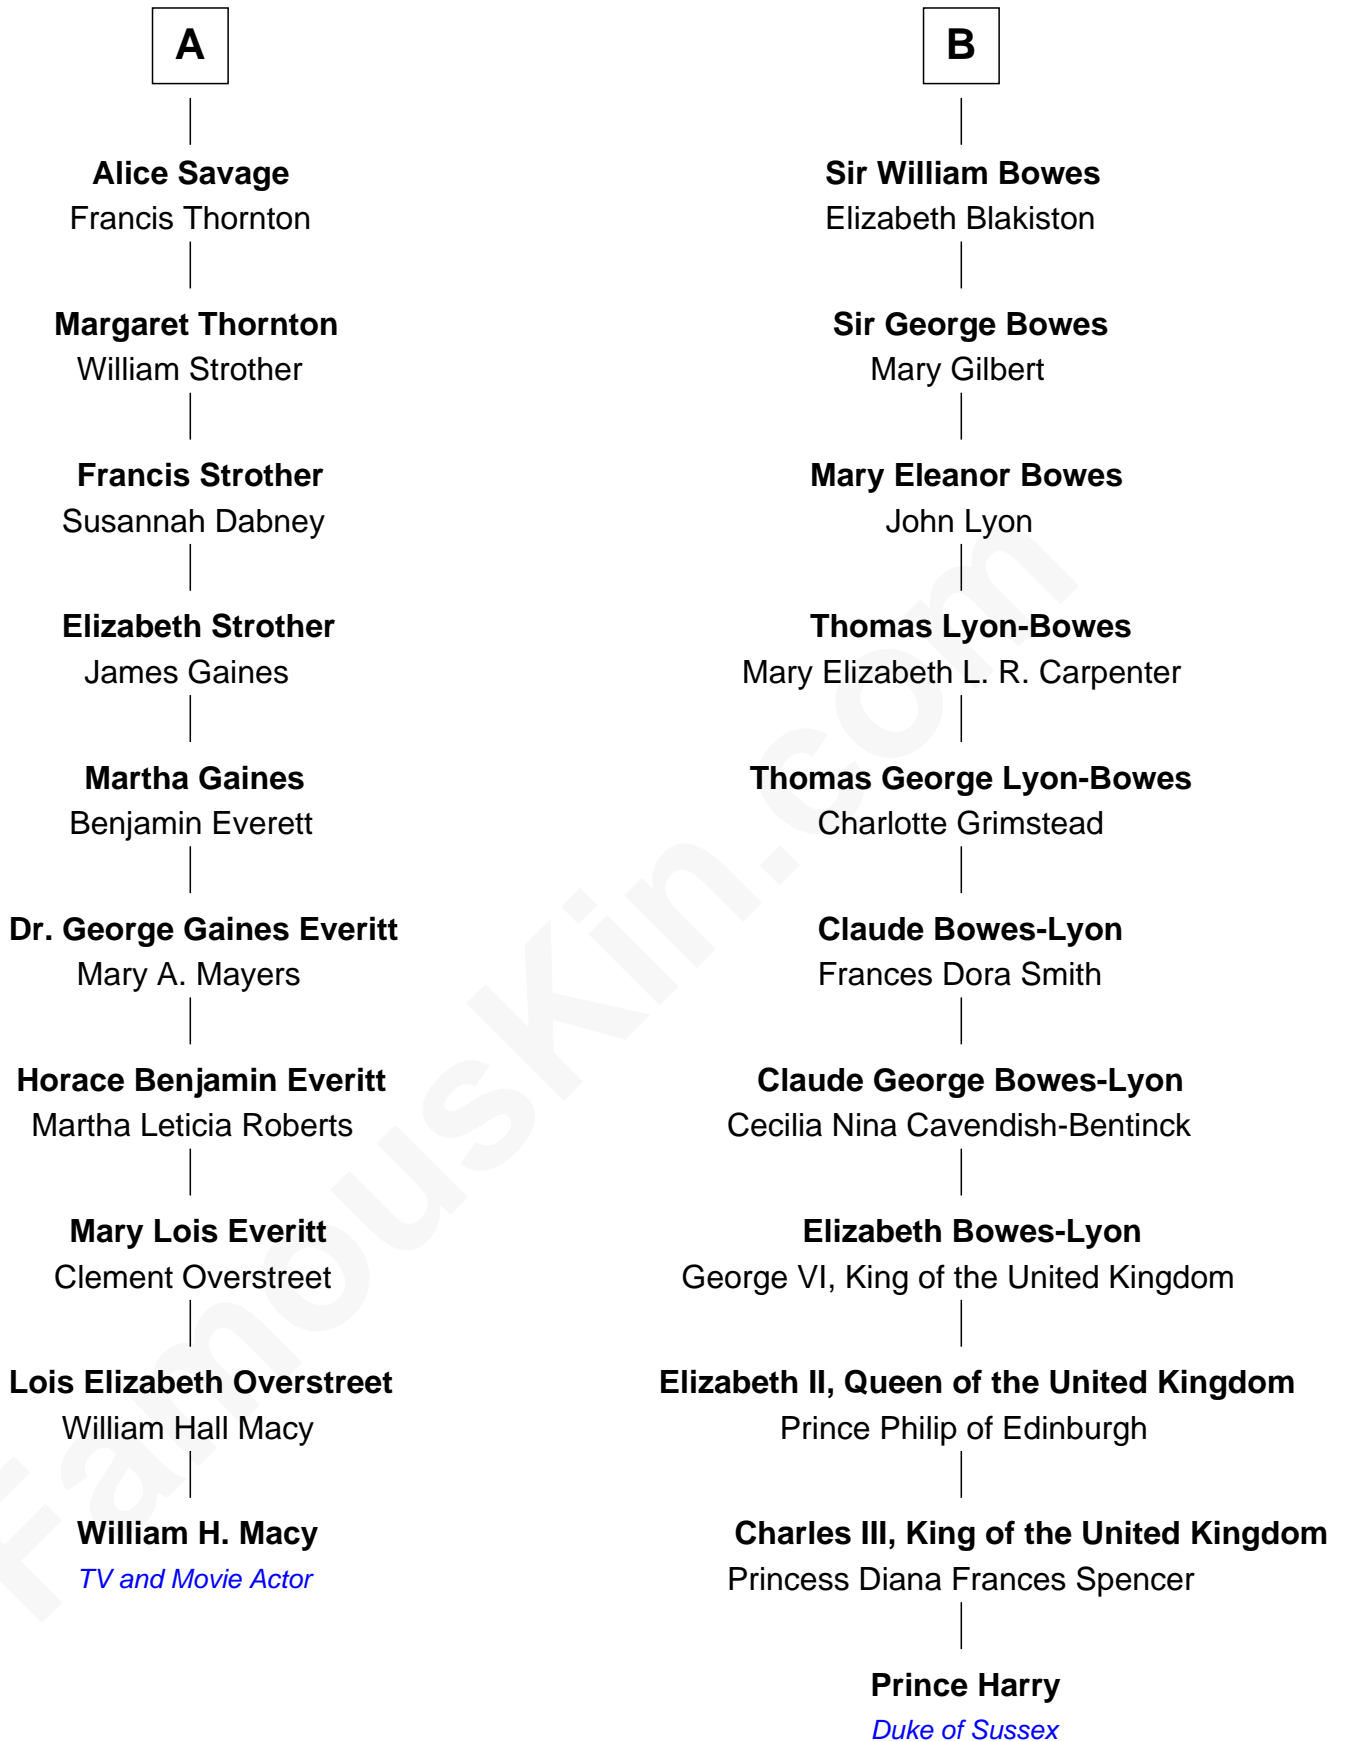 A
Alice Savage
Francis Thornton
Margaret Thornton
William Strother
Francis Strother
Susannah Dabney
Elizabeth Strother
James Gaines
Martha Gaines
Benjamin Everett
Dr. George Gaines Everitt
Mary A. Mayers
Horace Benjamin Everitt
Martha Leticia Roberts
Mary Lois Everitt
Clement Overstreet
Lois Elizabeth Overstreet
William Hall Macy
William H. Macy
TV and Movie Actor
B
Sir William Bowes
Elizabeth Blakiston
Sir George Bowes
Mary Gilbert
Mary Eleanor Bowes
John Lyon
Thomas Lyon-Bowes
Mary Elizabeth L. R. Carpenter
Thomas George Lyon-Bowes
Charlotte Grimstead
Claude Bowes-Lyon
Frances Dora Smith
Claude George Bowes-Lyon
Cecilia Nina Cavendish-Bentinck
Elizabeth Bowes-Lyon
George VI, King of the United Kingdom
Elizabeth II, Queen of the United Kingdom
Prince Philip of Edinburgh
Charles III, King of the United Kingdom
Princess Diana Frances Spencer
Prince Harry
Duke of Sussex
FamousKin.com